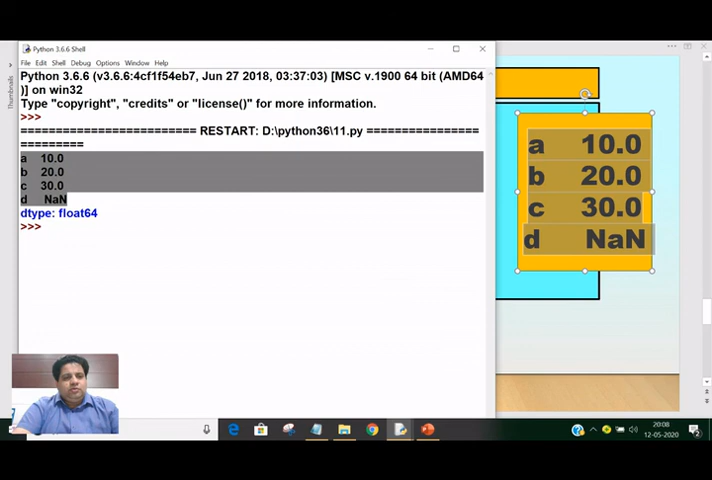 Python 3.6.6 Shell
File Edit Shell Debug Options Window Help
Python 3.6.6 (v3.6.6:4cf1f54eb7, Jun 27 2018, 03:37:03) [MSC v.1900 64 bit (AMD64
)] on win32
Type "copyright", "credits" or "license()" for more information.
>>>
========================= RESTART: D:\python36\11.py =================
=========
a 10.0
b 20.0
c 30.0
d NaN
dtype: float64
>>>
Thumbnails
a 10.0
b 20.0
c 30.0
d NaN
20:08
12-05-2020
2